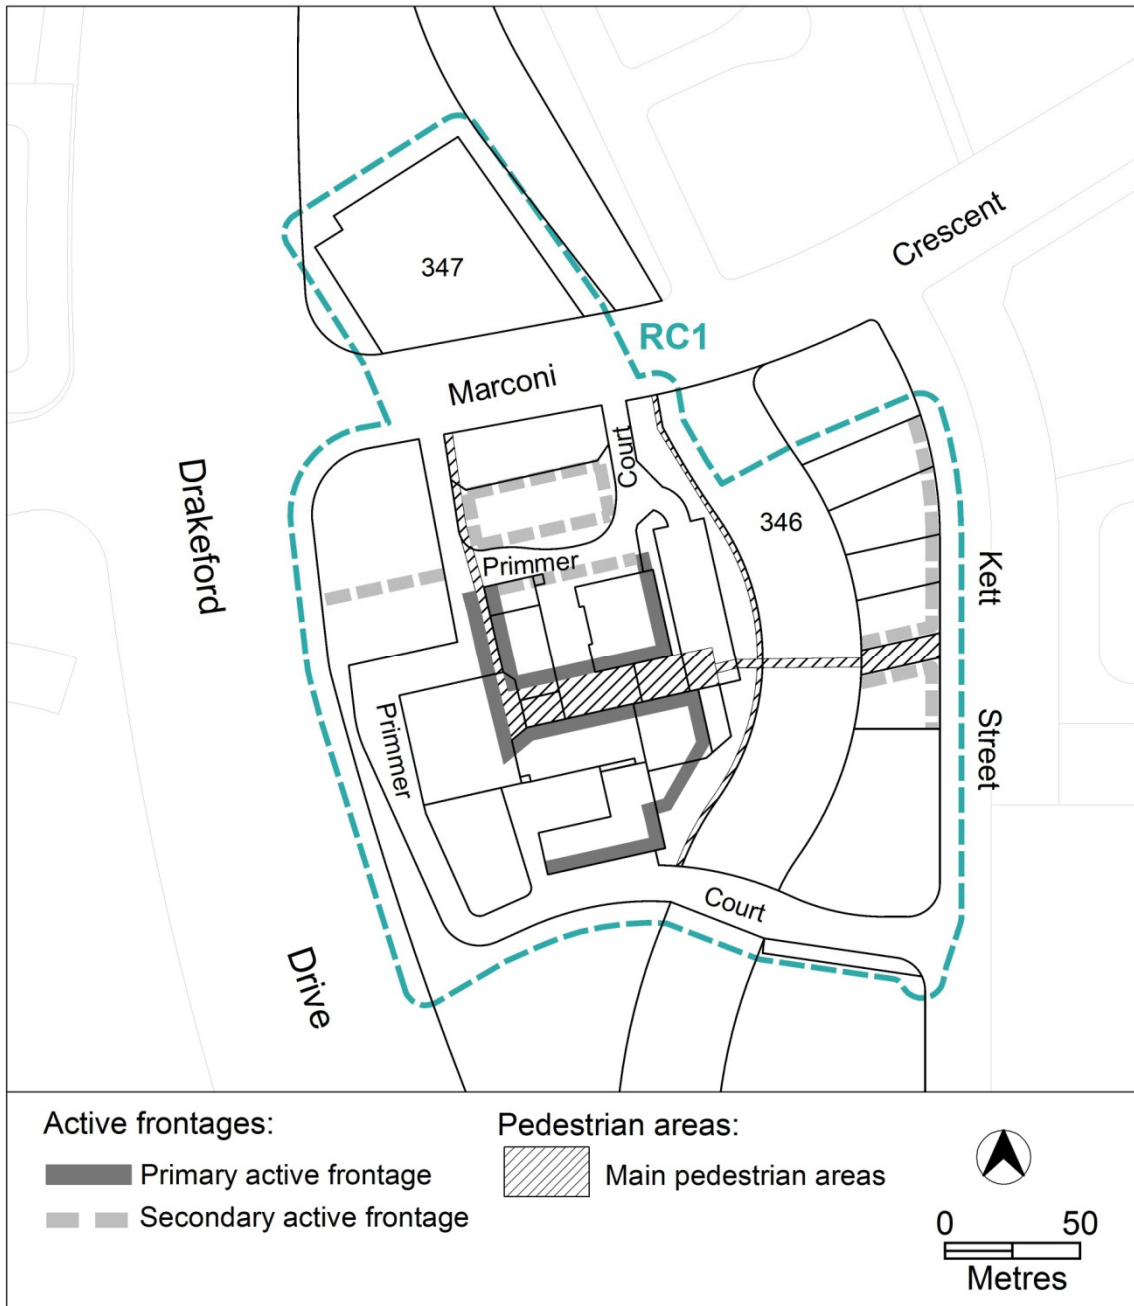 Crescent
347
RC1
Marconi
Court
Drakeford
346
Primmer
Kett
Primmer
Street
Court
Drive
Active frontages:
Primary active frontage
Secondary active frontage
Pedestrian areas:
Main pedestrian areas
0 50
Metres